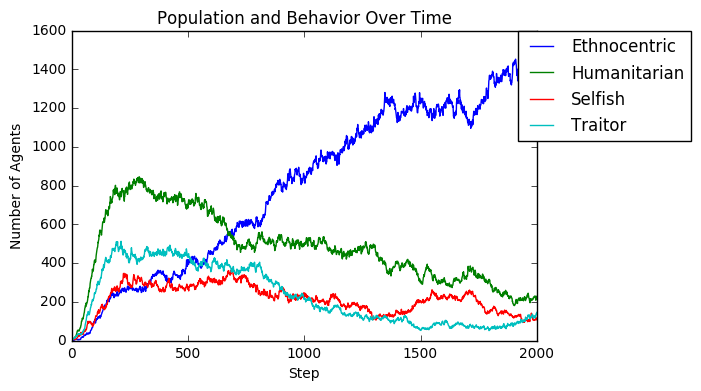 Population and Behavior Over Time
Number of Agents
1600
1400
1200
1000
800
600
400
200
0
0 500 1000 1500 2000
Step
Ethnocentric
Humanitarian
Selfish
Traitor